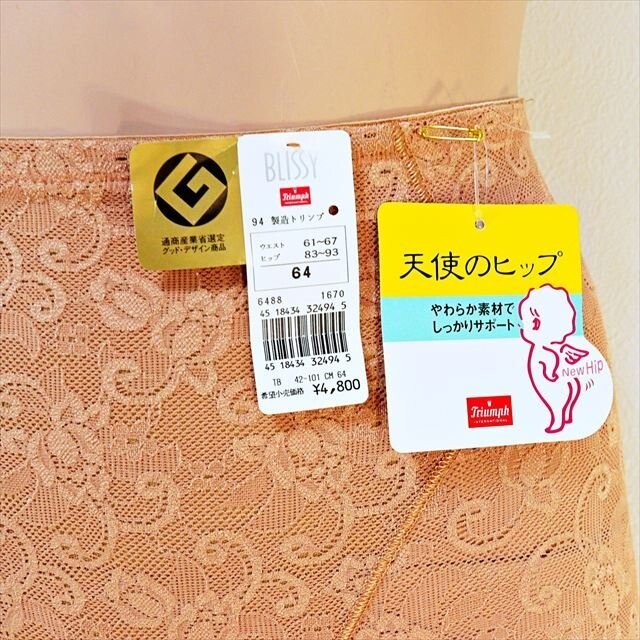 通商産業省選定
グッド・デザイン商品
BLISSY
Triumph
94 製造トリンプ
ウエスト 61~67
ヒップ 83~93
64
6488 1670
45 18434 32494 5
45 18434 32494 5
TB 42-101 CM 64
希望小売価格 ¥4,800
天使のヒップ
やわらか素材で
しっかりサポート
New Hip
Triumph
INTERNATIONAL